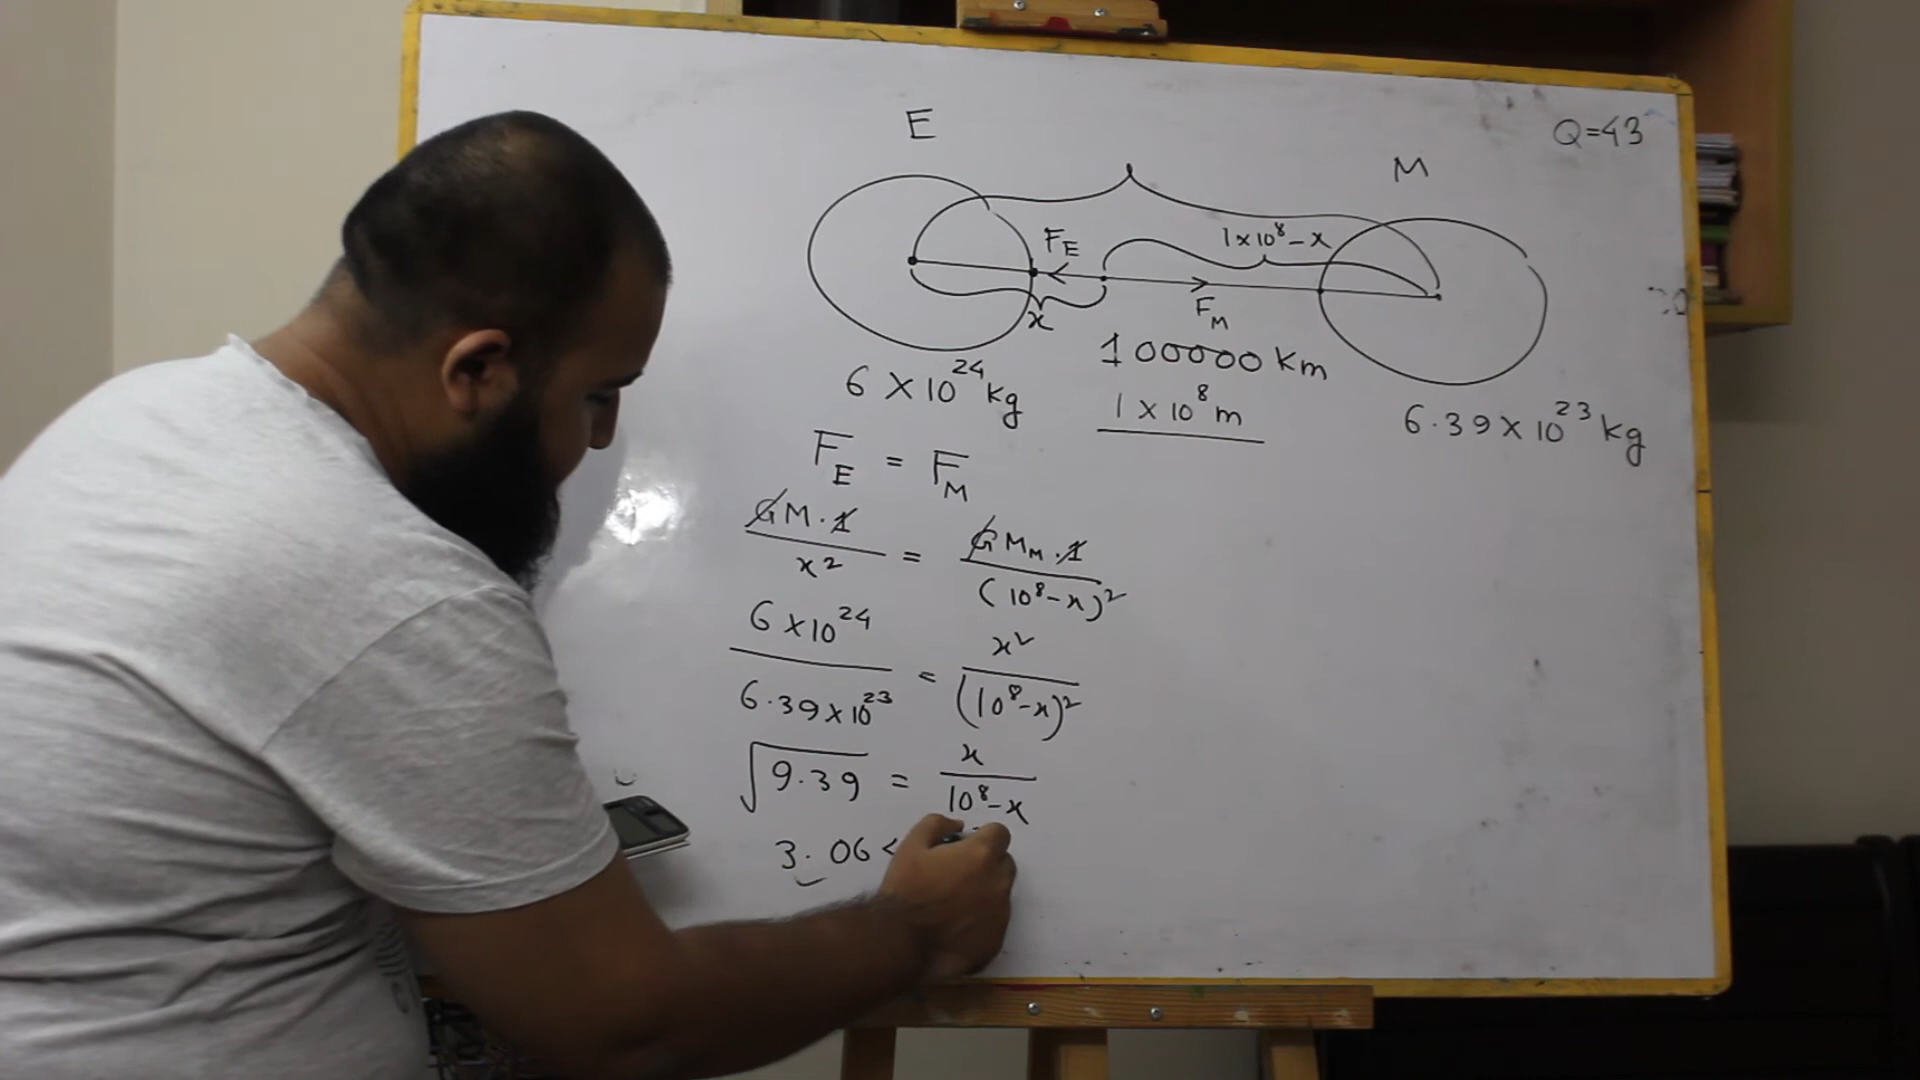 Q=43
E
M
F_E
1×10^8-x
x
F_M
100000 km
1×10^8 m
6×10^24 kg
6.39×10^23 kg
F_E = F_M
GM.1/x^2 = GM_M.1/(10^8-x)^2
6×10^24/6.39×10^23 = x^2/(10^8-x)^2
√9.39 = x/10^8-x
3.06